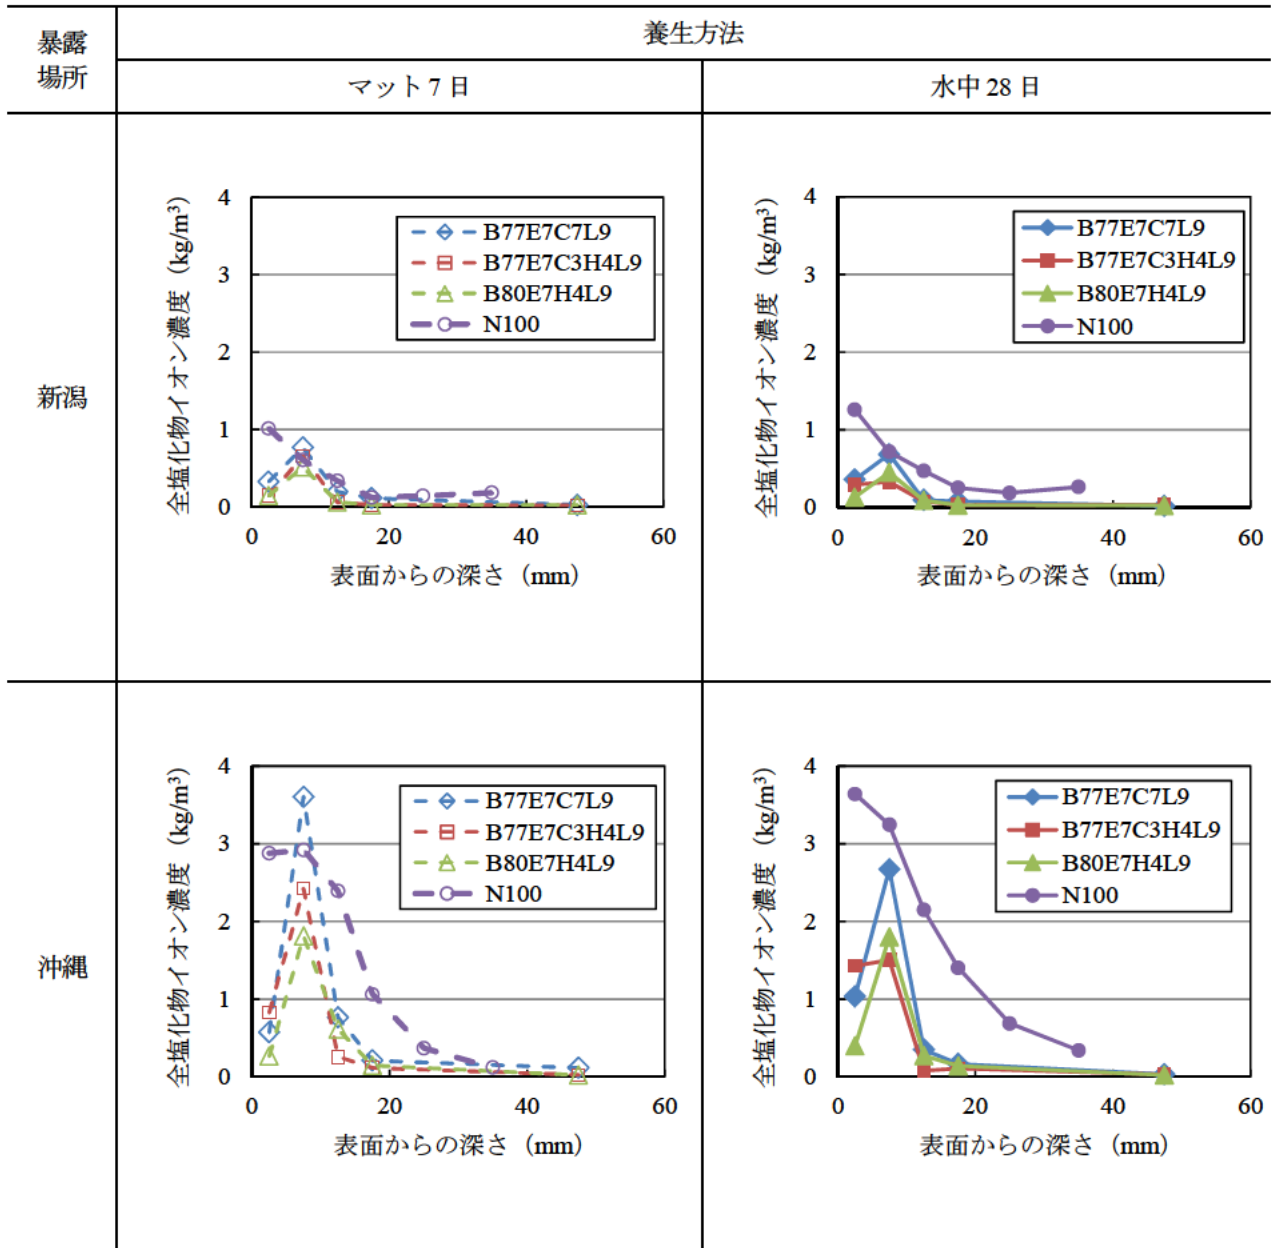 暴露
場所
養生方法
マット7日
水中28日
新潟
全塩化物イオン濃度（kg/m³）
4
3
2
1
0
0 20 40 60
表面からの深さ（mm）
B77E7C7L9
B77E7C3H4L9
B80E7H4L9
N100
全塩化物イオン濃度（kg/m³）
4
3
2
1
0
0 20 40 60
表面からの深さ（mm）
B77E7C7L9
B77E7C3H4L9
B80E7H4L9
N100
沖縄
全塩化物イオン濃度（kg/m³）
4
3
2
1
0
0 20 40 60
表面からの深さ（mm）
B77E7C7L9
B77E7C3H4L9
B80E7H4L9
N100
全塩化物イオン濃度（kg/m³）
4
3
2
1
0
0 20 40 60
表面からの深さ（mm）
B77E7C7L9
B77E7C3H4L9
B80E7H4L9
N100